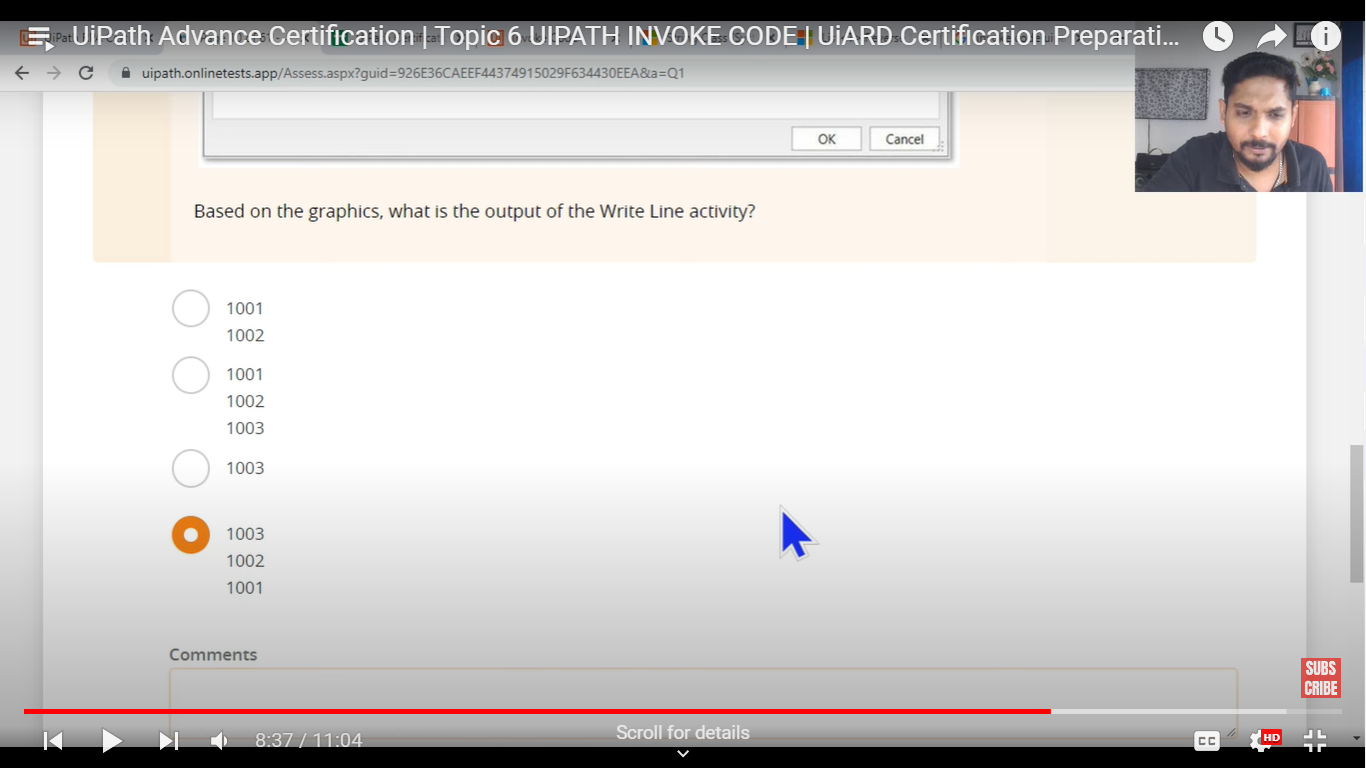 UiPath Advance Certification | Topic 6 UIPATH INVOKE CODE | UiARD Certification Preparati...
uipath.onlinetests.app/Assess.aspx?guid=926E36CAEEF44374915029F634430EEA&a=Q1
OK Cancel
Based on the graphics, what is the output of the Write Line activity?
1001
1002
1001
1002
1003
1003
1003
1002
1001
Comments
SUBS
CRIBE
8:37 / 11:04
Scroll for details
CC
HD